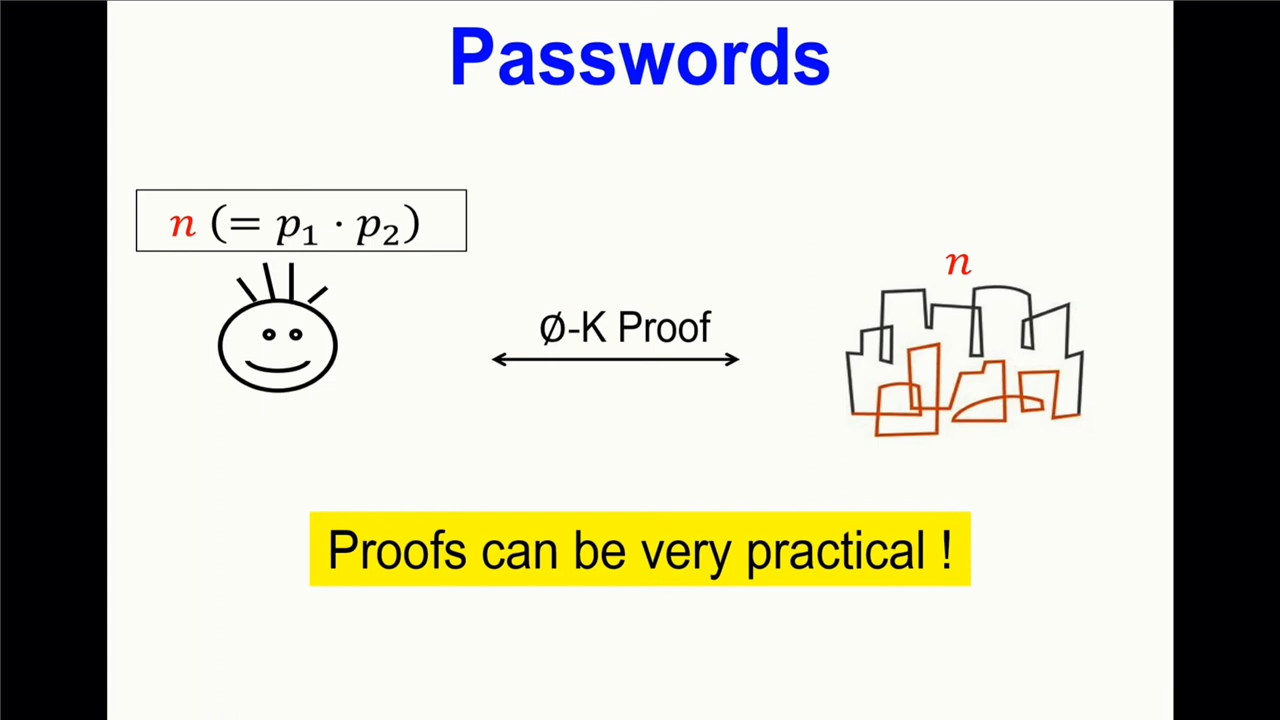 Passwords
n (= p₁ · p₂)
n
Ø-K Proof
Proofs can be very practical !